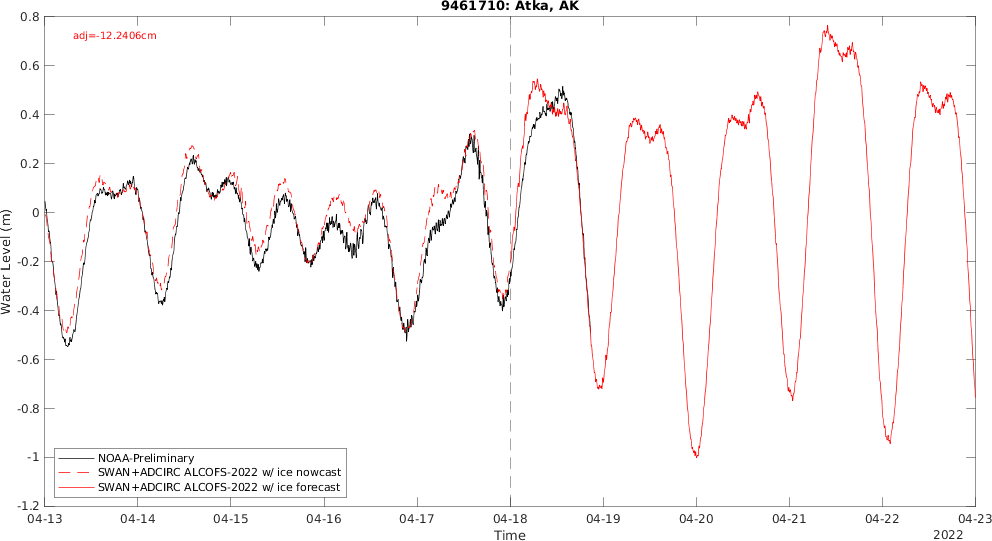 9461710: Atka, AK
adj=-12.2406cm
0.8
0.6
0.4
0.2
0
-0.2
-0.4
-0.6
-0.8
-1
-1.2
Water Level (m)
NOAA-Preliminary
SWAN+ADCIRC ALCOFS-2022 w/ ice nowcast
SWAN+ADCIRC ALCOFS-2022 w/ ice forecast
04-13 04-14 04-15 04-16 04-17 04-18 04-19 04-20 04-21 04-22 04-23
Time
2022